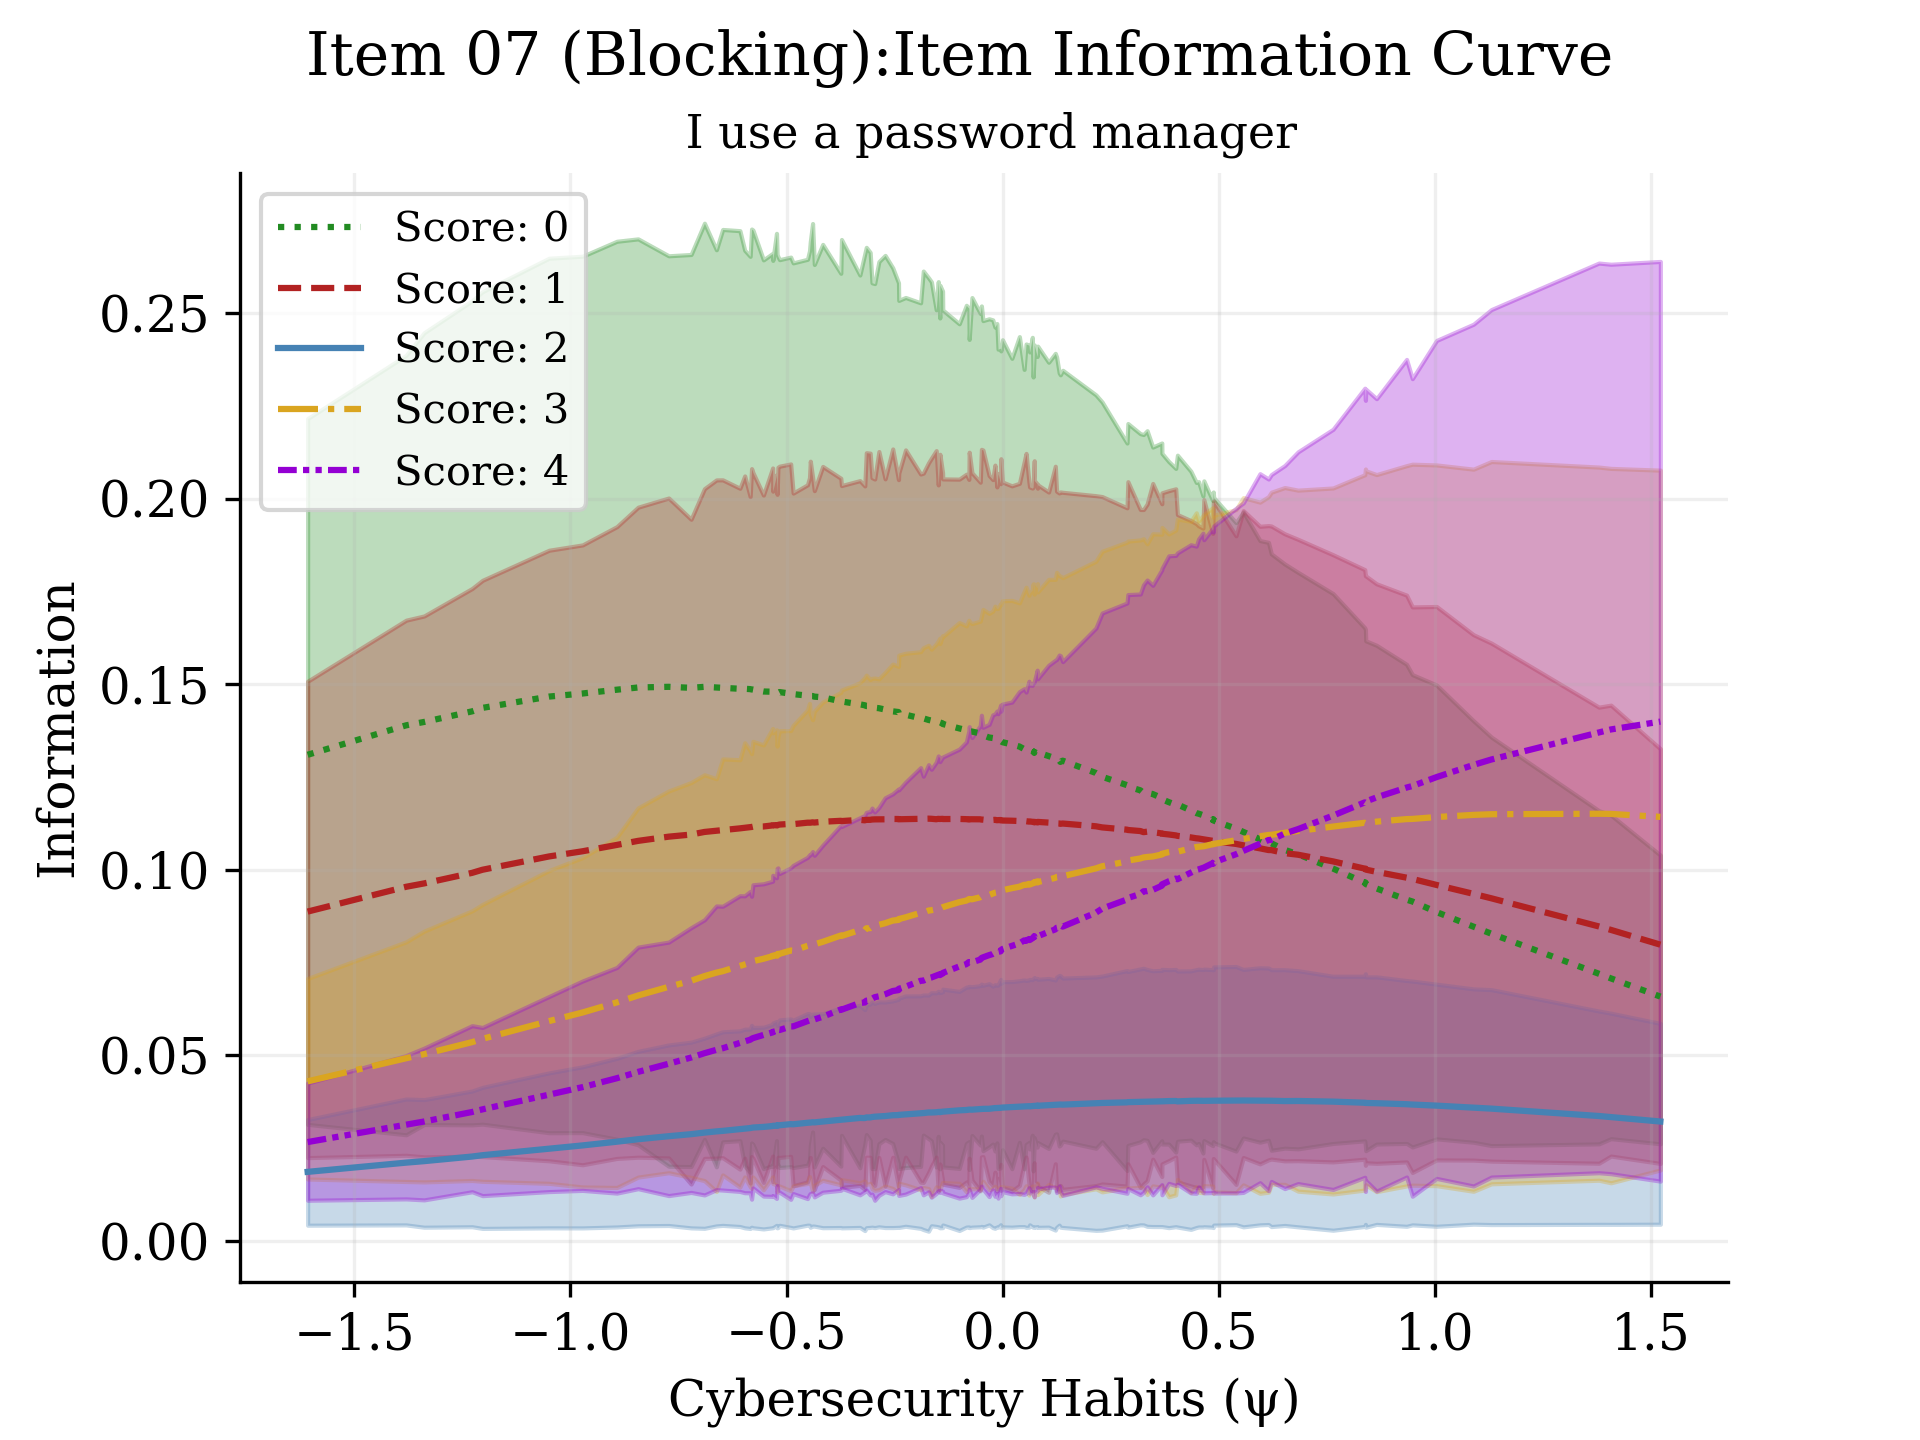 Item 07 (Blocking):Item Information Curve
I use a password manager
Score: 0
Score: 1
Score: 2
Score: 3
Score: 4
Information
0.25
0.20
0.15
0.10
0.05
0.00
−1.5 −1.0 −0.5 0.0 0.5 1.0 1.5
Cybersecurity Habits (ψ)